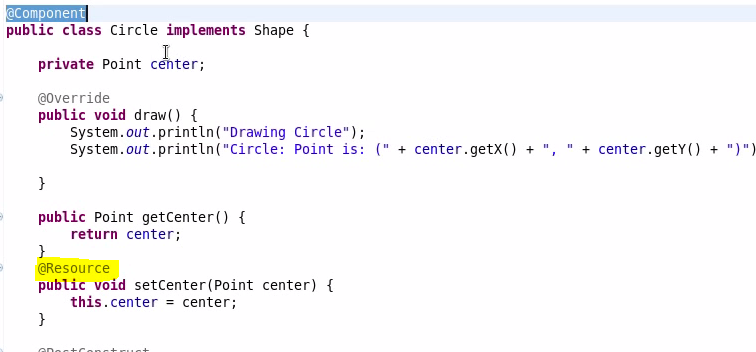 @Component
public class Circle implements Shape {
private Point center;
@Override
public void draw() {
System.out.println("Drawing Circle");
System.out.println("Circle: Point is: (" + center.getX() + ", " + center.getY() + ")")
}
public Point getCenter() {
return center;
}
@Resource
public void setCenter(Point center) {
this.center = center;
}
@PostConstruct